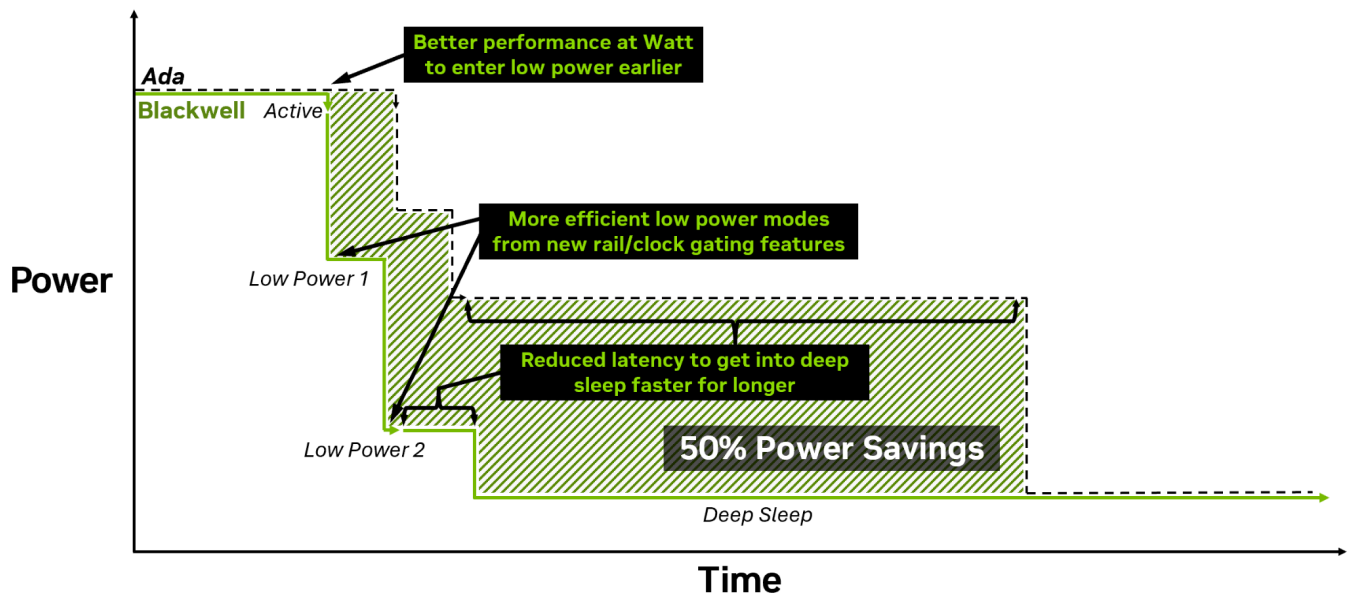 Better performance at Watt
to enter low power earlier
Ada
Blackwell
Active
More efficient low power modes
from new rail/clock gating features
Low Power 1
Power
Reduced latency to get into deep
sleep faster for longer
50% Power Savings
Low Power 2
Deep Sleep
Time